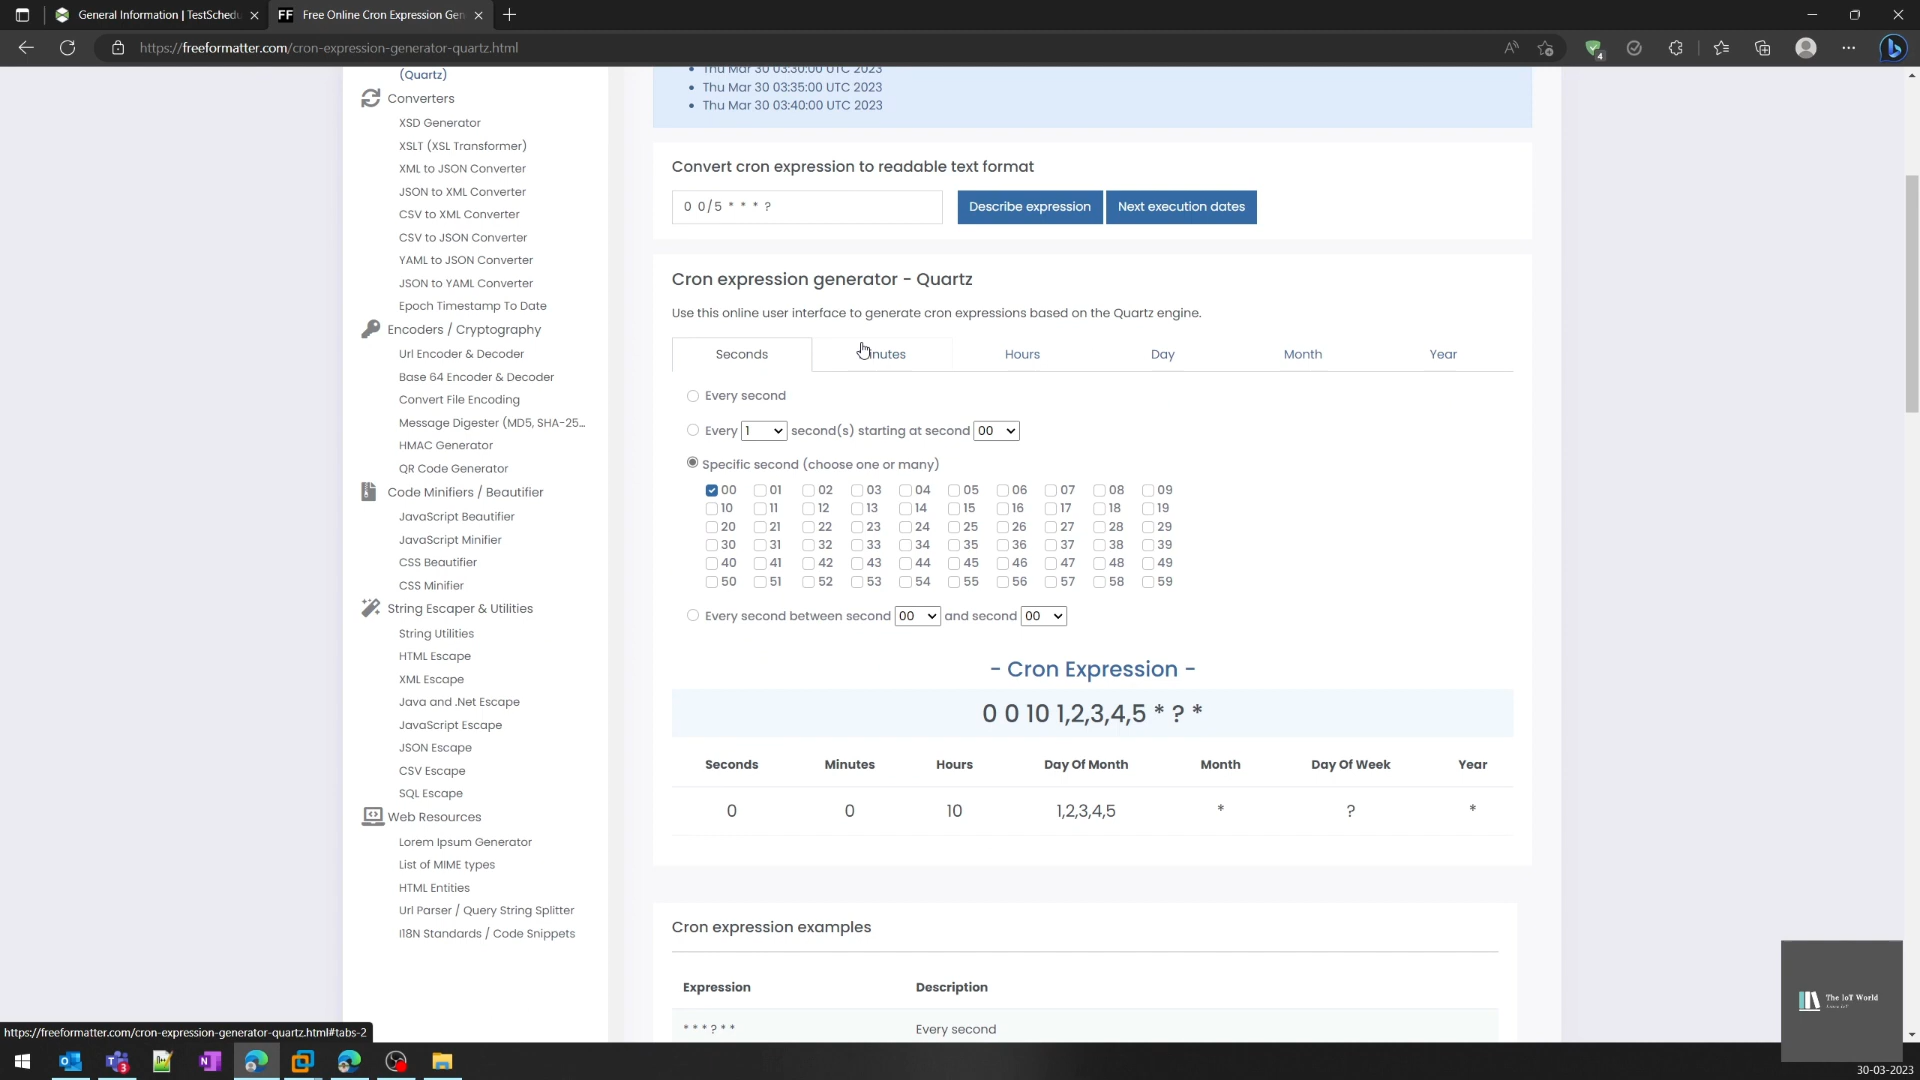 General Information | TestSchedu
Free Online Cron Expression Gen
https://freeformatter.com/cron-expression-generator-quartz.html
4
(Quartz)
Converters
XSD Generator
XSLT (XSL Transformer)
XML to JSON Converter
JSON to XML Converter
CSV to XML Converter
CSV to JSON Converter
YAML to JSON Converter
JSON to YAML Converter
Epoch Timestamp To Date
Encoders / Cryptography
Url Encoder & Decoder
Base 64 Encoder & Decoder
Convert File Encoding
Message Digester (MD5, SHA-25...
HMAC Generator
QR Code Generator
Code Minifiers / Beautifier
JavaScript Beautifier
JavaScript Minifier
CSS Beautifier
CSS Minifier
String Escaper & Utilities
String Utilities
HTML Escape
XML Escape
Java and .Net Escape
JavaScript Escape
JSON Escape
CSV Escape
SQL Escape
Web Resources
Lorem Ipsum Generator
List of MIME types
HTML Entities
Url Parser / Query String Splitter
I18N Standards / Code Snippets
Thu Mar 30 03:30:00 UTC 2023
Thu Mar 30 03:35:00 UTC 2023
Thu Mar 30 03:40:00 UTC 2023
Convert cron expression to readable text format
0 0/5 * * * ?
Describe expression
Next execution dates
Cron expression generator - Quartz
Use this online user interface to generate cron expressions based on the Quartz engine.
Seconds inutes Hours Day Month Year
Every second
Every 1 second(s) starting at second 00
Specific second (choose one or many)
00 01 02 03 04 05 06 07 08 09
10 11 12 13 14 15 16 17 18 19
20 21 22 23 24 25 26 27 28 29
30 31 32 33 34 35 36 37 38 39
40 41 42 43 44 45 46 47 48 49
50 51 52 53 54 55 56 57 58 59
Every second between second 00 and second 00
- Cron Expression -
0 0 10 1,2,3,4,5 * ? *
Seconds Minutes Hours Day Of Month Month Day Of Week Year
0 0 10 1,2,3,4,5 * ? *
Cron expression examples
Expression Description
* * * ? * * Every second
The IoT World
https://freeformatter.com/cron-expression-generator-quartz.html#tabs-2
3
30-03-2023